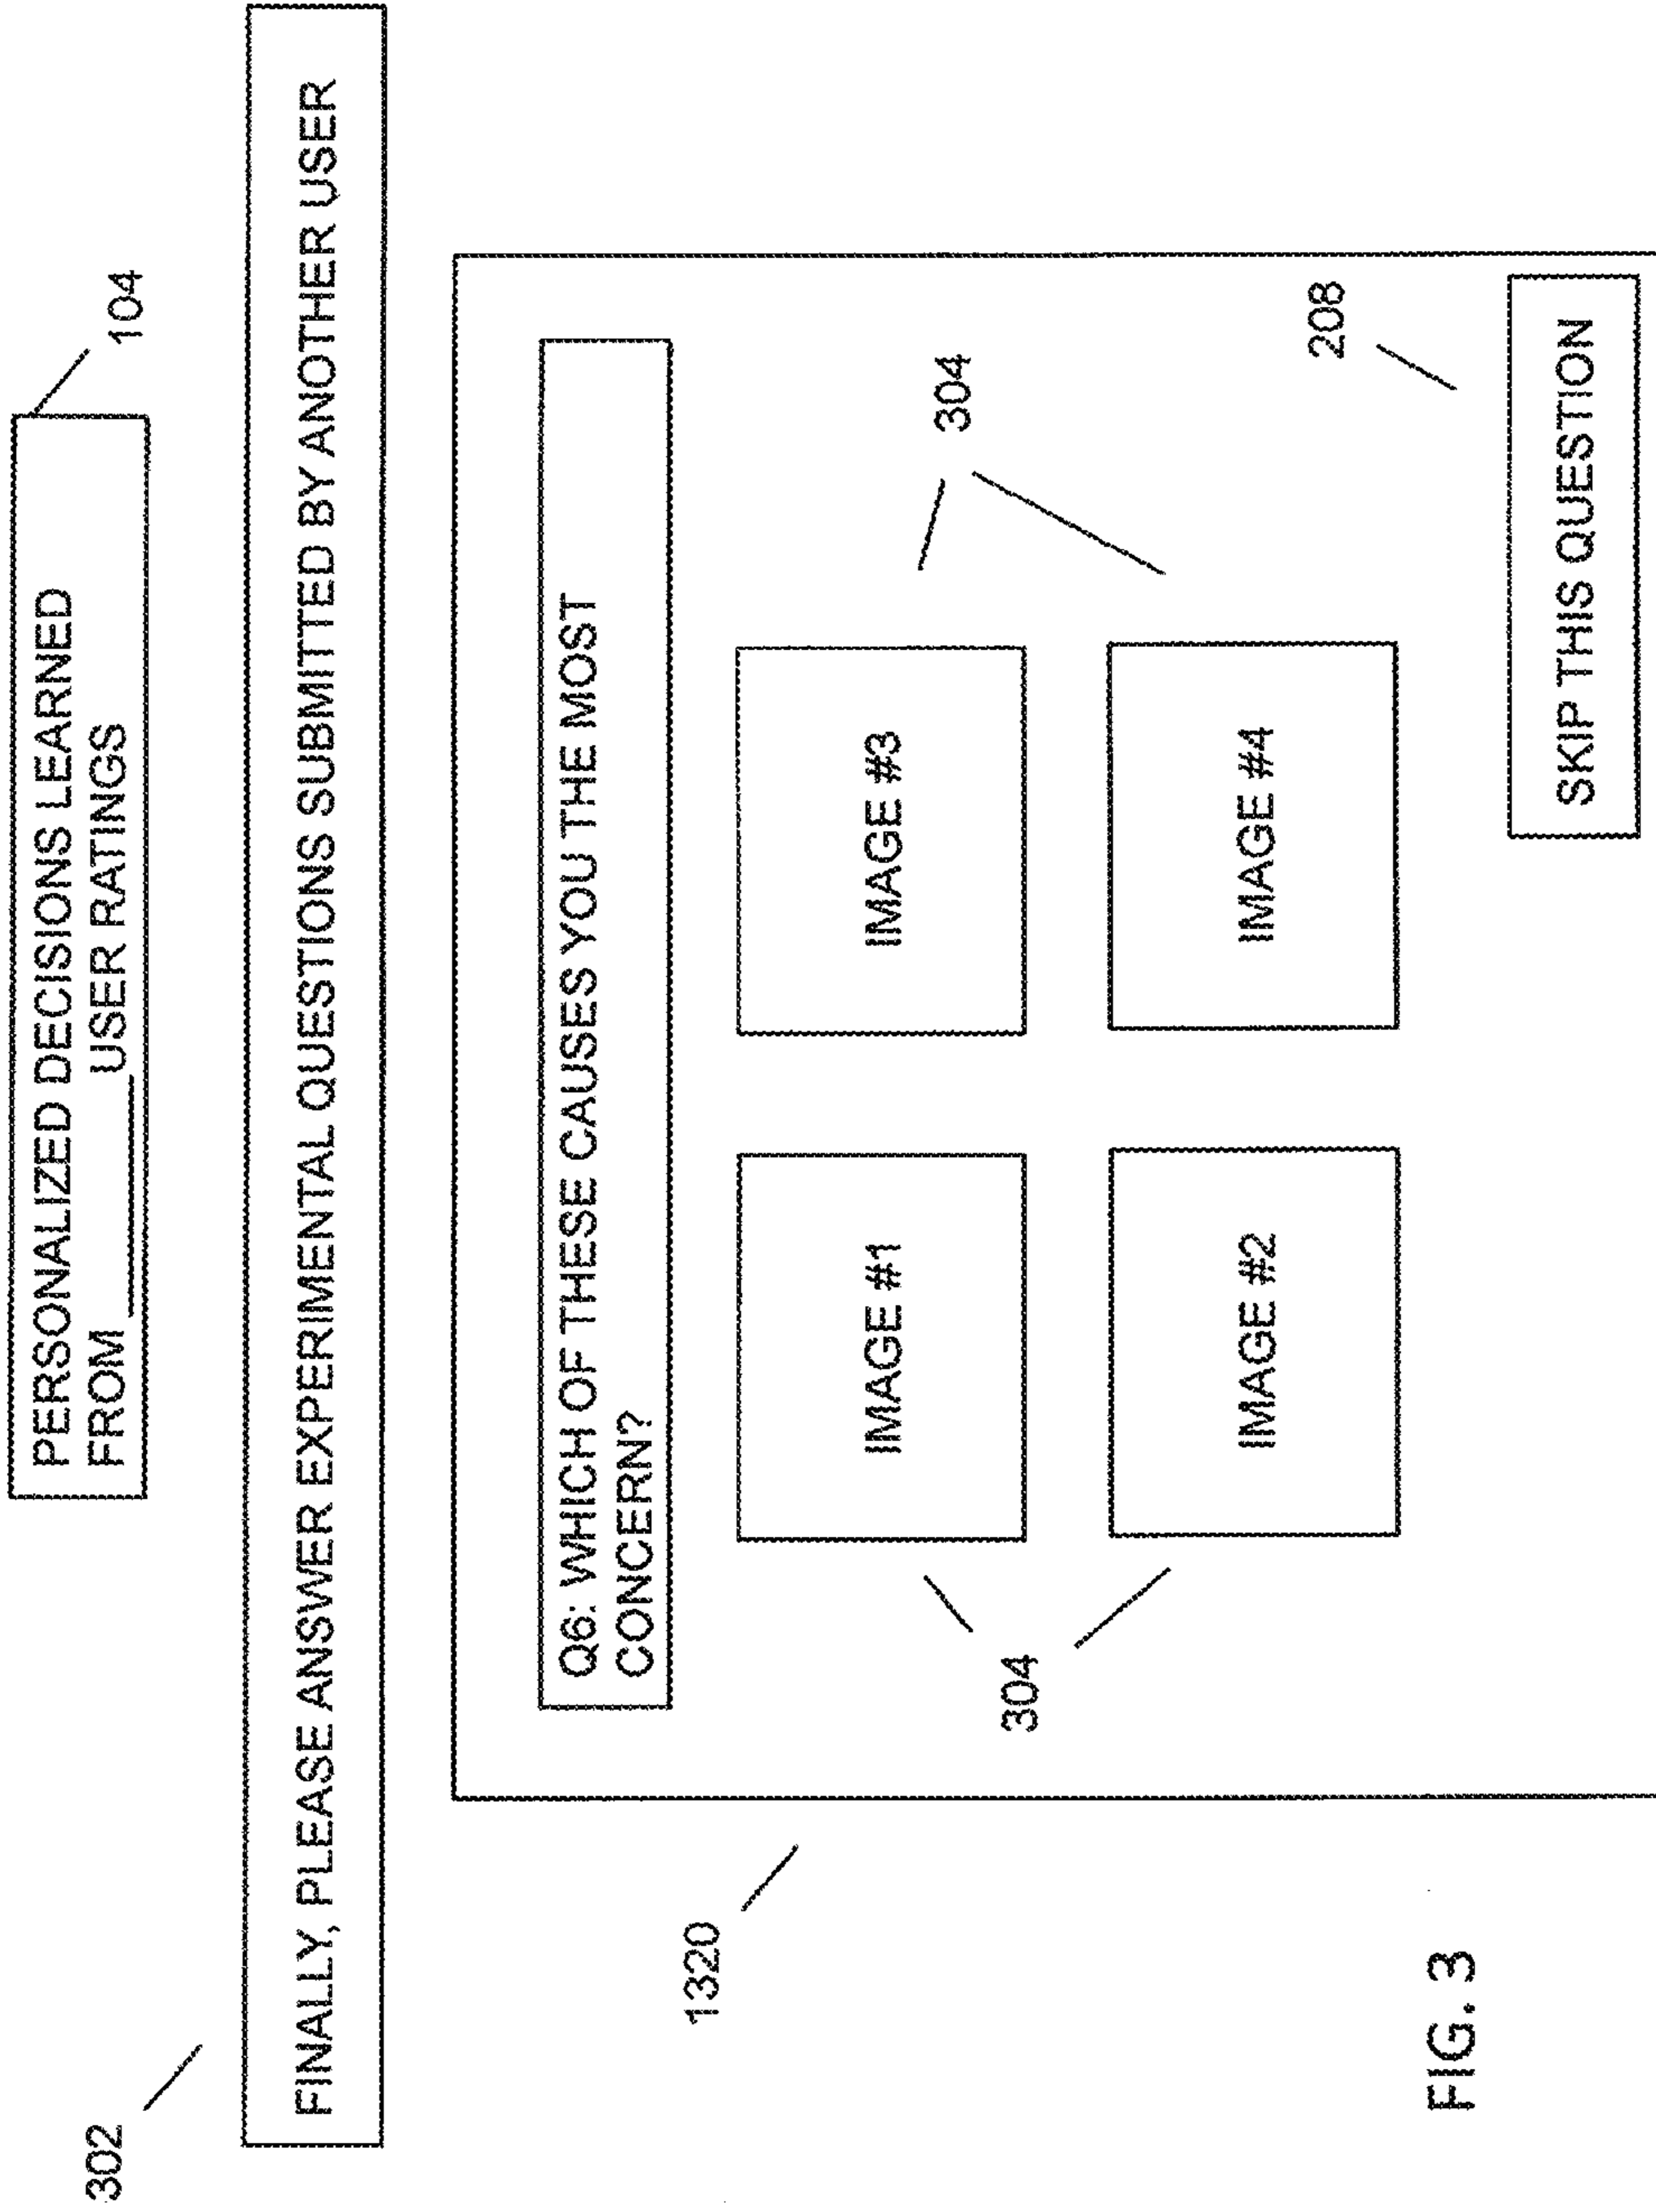 104
PERSONALIZED DECISIONS LEARNED
FROM ________ USER RATINGS
302
FINALLY, PLEASE ANSWER EXPERIMENTAL QUESTIONS SUBMITTED BY ANOTHER USER
1320
Q6: WHICH OF THESE CAUSES YOU THE MOST
CONCERN?
304
304
IMAGE #1
IMAGE #3
IMAGE #2
IMAGE #4
208
SKIP THIS QUESTION
FIG. 3